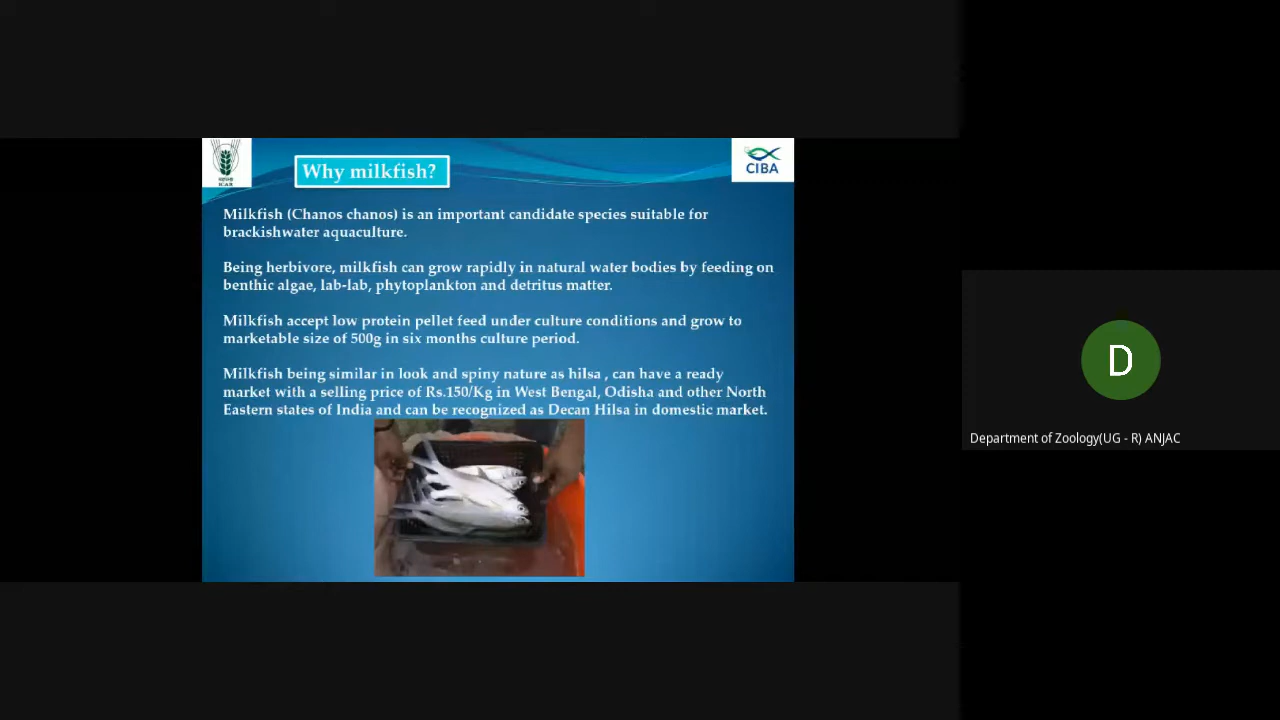 Why milkfish?
CIBA
ICAR
Milkfish (Chanos chanos) is an important candidate species suitable for
brackishwater aquaculture.
Being herbivore, milkfish can grow rapidly in natural water bodies by feeding on
benthic algae, lab-lab, phytoplankton and detritus matter.
Milkfish accept low protein pellet feed under culture conditions and grow to
marketable size of 500g in six months culture period.
Milkfish being similar in look and spiny nature as hilsa , can have a ready
market with a selling price of Rs.150/Kg in West Bengal, Odisha and other North
Eastern states of India and can be recognized as Decan Hilsa in domestic market.
D
Department of Zoology(UG - R) ANJAC